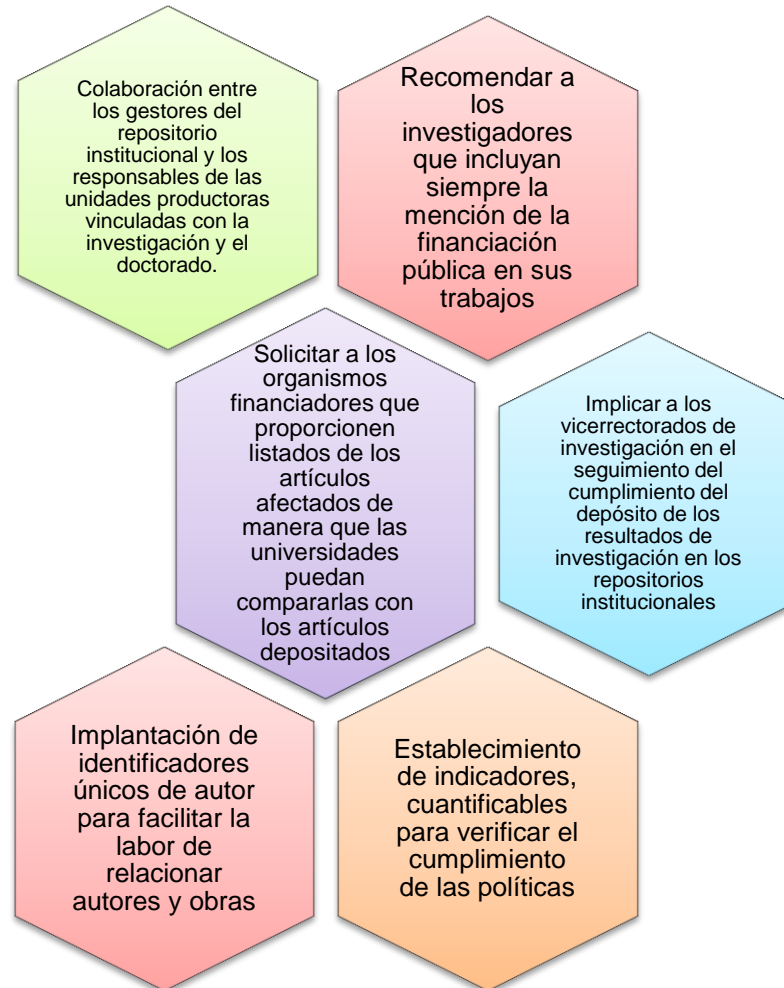 Colaboración entre
los gestores del
repositorio
institucional y los
responsables de las
unidades productoras
vinculadas con la
investigación y el
doctorado.
Recomendar a
los
investigadores
que incluyan
siempre la
mención de la
financiación
pública en sus
trabajos
Solicitar a los
organismos
financiadores que
proporcionen
listados de los
artículos
afectados de
manera que las
universidades
puedan
compararlas con
los artículos
depositados
Implicar a los
vicerrectorados de
investigación en el
seguimiento del
cumplimiento del
depósito de los
resultados de
investigación en los
repositorios
institucionales
Implantación de
identificadores
únicos de autor
para facilitar la
labor de
relacionar
autores y obras
Establecimiento
de indicadores,
cuantificables
para verificar el
cumplimiento
de las políticas